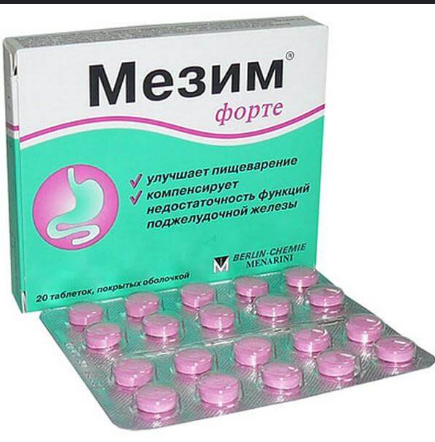 Мезим®
форте
улучшает пищеварение
компенсирует
недостаточность функций
поджелудочной железы
BERLIN-CHEMIE
MENARINI
20 таблеток, покрытых оболочкой